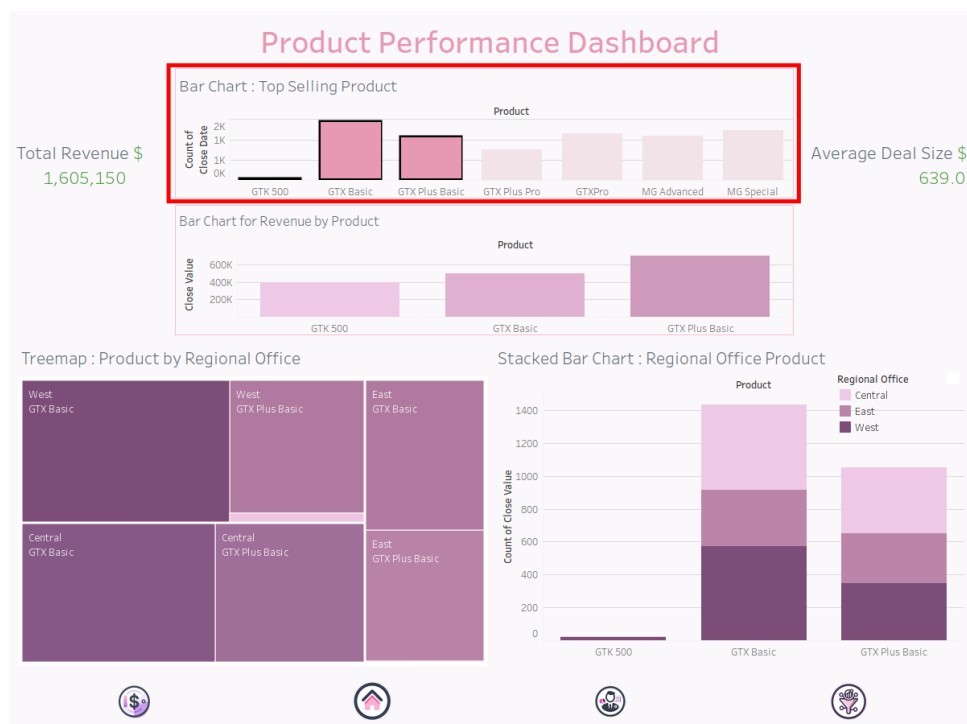 Product Performance Dashboard
Bar Chart : Top Selling Product
Product
Count of
Close Date
2K
1K
1K
0K
GTK 500
GTX Basic
GTX Plus Basic
GTX Plus Pro
GTXPro
MG Advanced
MG Special
Total Revenue $
1,605,150
Average Deal Size $
639.0
Bar Chart for Revenue by Product
Product
Close Value
600K
400K
200K
GTK 500
GTX Basic
GTX Plus Basic
Treemap : Product by Regional Office
West
GTX Basic
West
GTX Plus Basic
East
GTX Basic
Central
GTX Basic
Central
GTX Plus Basic
East
GTX Plus Basic
Stacked Bar Chart : Regional Office Product
Product
Regional Office
Central
East
West
Count of Close Value
1400
1200
1000
800
600
400
200
0
GTK 500
GTX Basic
GTX Plus Basic